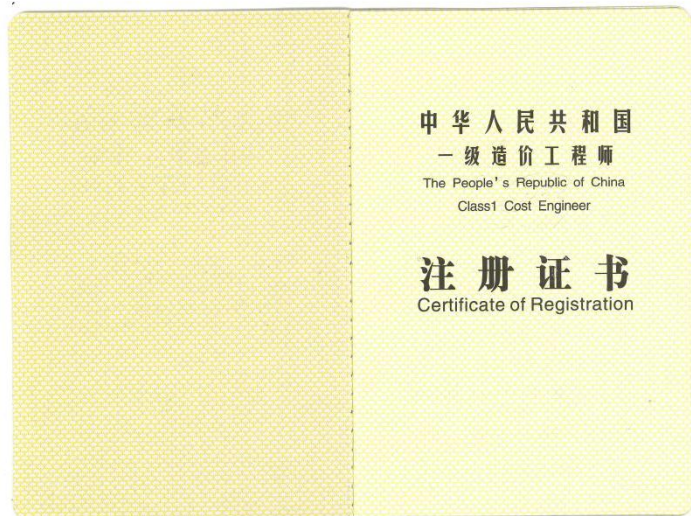 中华人民共和国
一级造价工程师
The People's Republic of China
Class1 Cost Engineer
注册证书
Certificate of Registration